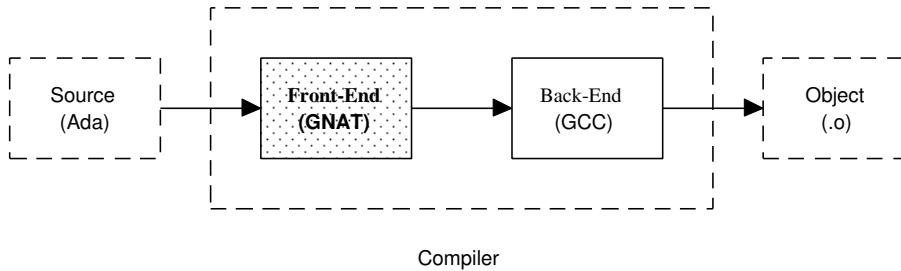 Source
(Ada)
Front-End
(GNAT)
Back-End
(GCC)
Object
(.o)
Compiler